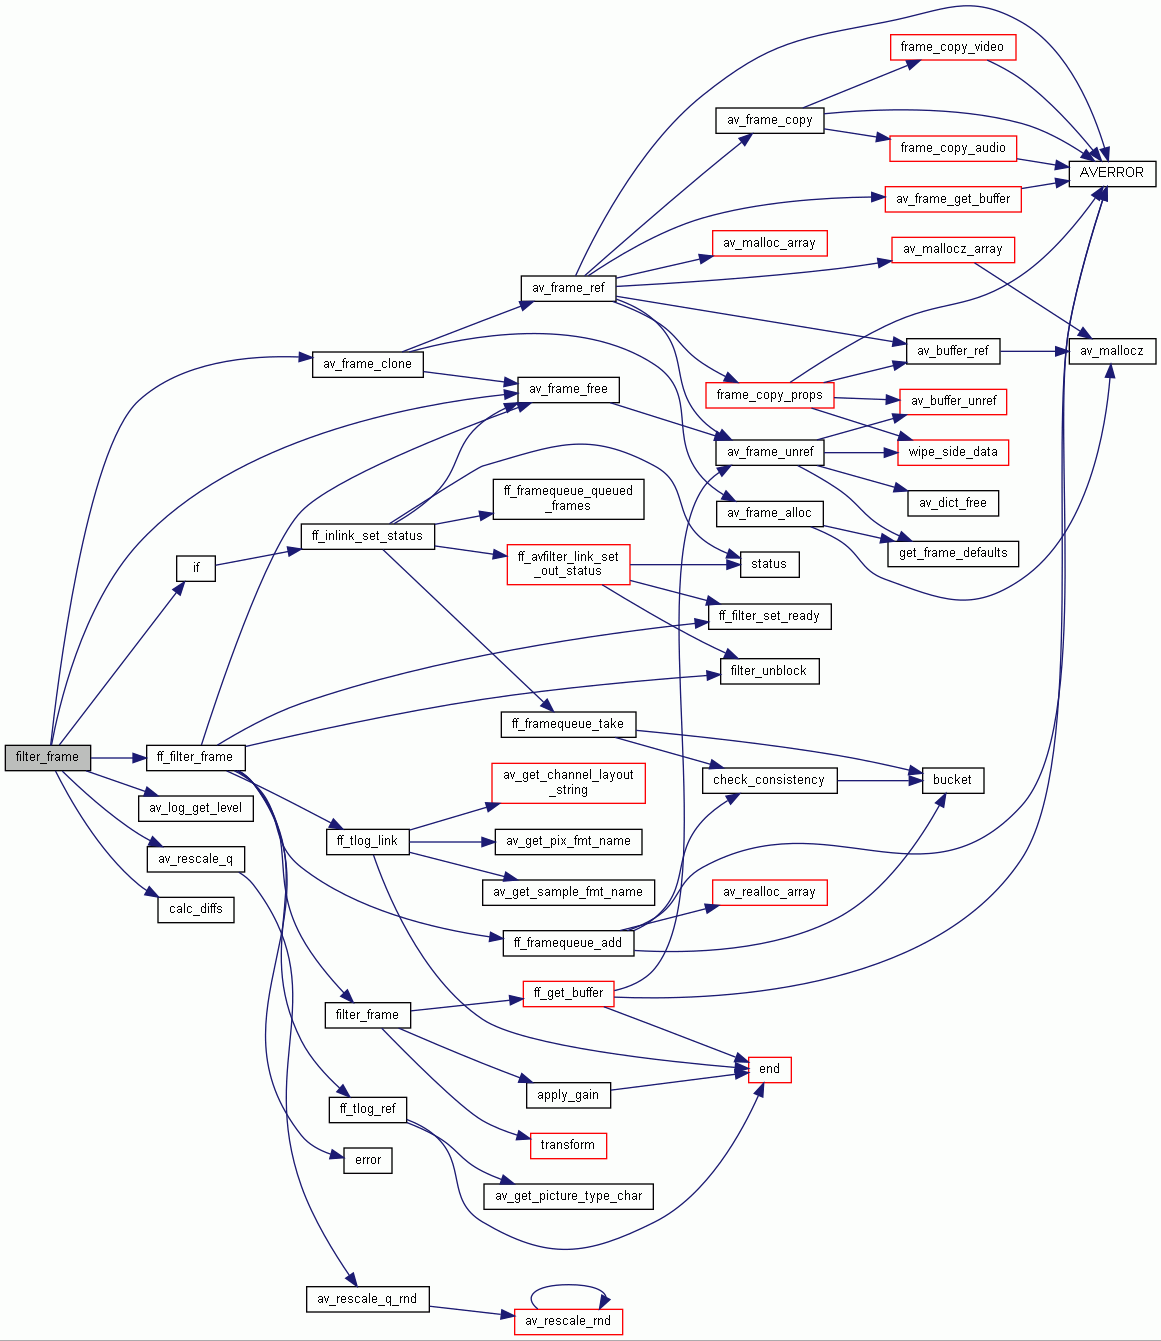 frame_copy_video
av_frame_copy
frame_copy_audio
AVERROR
av_frame_get_buffer
av_malloc_array
av_mallocz_array
av_frame_ref
av_buffer_ref
av_mallocz
av_frame_clone
av_frame_free
frame_copy_props
av_buffer_unref
av_frame_unref
wipe_side_data
ff_framequeue_queued
_frames
av_dict_free
av_frame_alloc
ff_inlink_set_status
get_frame_defaults
ff_avfilter_link_set
_out_status
status
if
ff_filter_set_ready
filter_unblock
ff_framequeue_take
filter_frame
ff_filter_frame
av_get_channel_layout
_string
check_consistency
bucket
av_log_get_level
ff_tlog_link
av_get_pix_fmt_name
av_rescale_q
av_get_sample_fmt_name
av_realloc_array
calc_diffs
ff_framequeue_add
ff_get_buffer
filter_frame
end
apply_gain
ff_tlog_ref
transform
error
av_get_picture_type_char
av_rescale_q_rnd
av_rescale_rnd